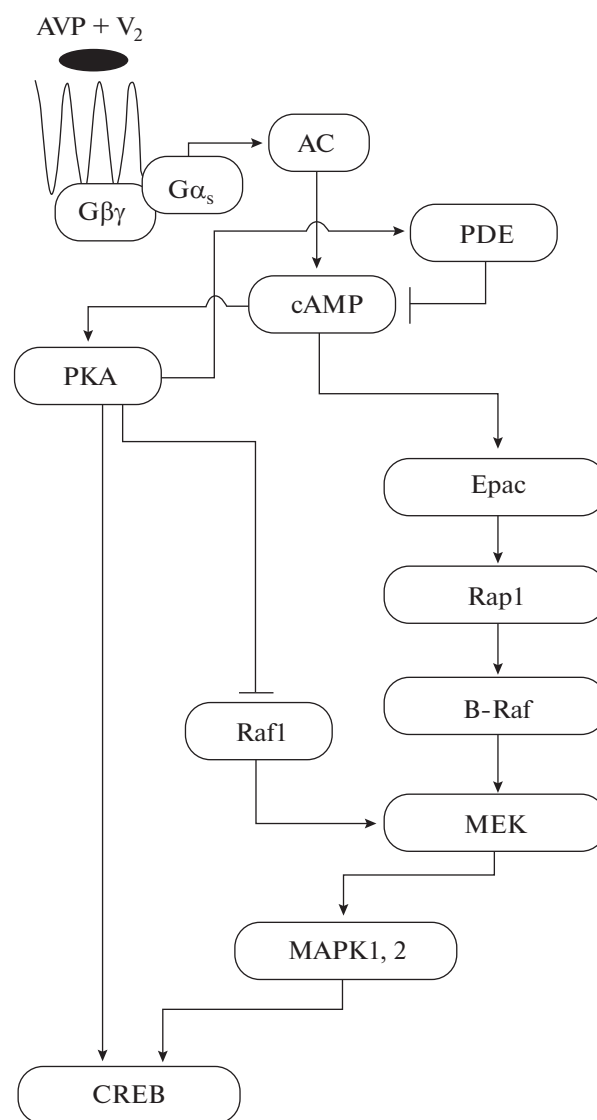 AVP + V₂
AC
Gαₛ
Gβγ
PDE
cAMP
PKA
Epac
Rap1
B-Raf
Raf1
MEK
MAPK1, 2
CREB